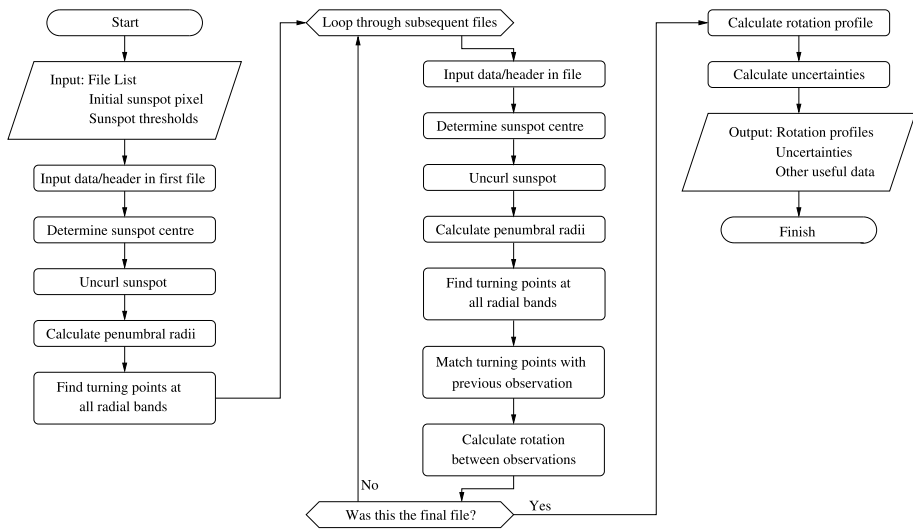 Start
Input: File List
Initial sunspot pixel
Sunspot thresholds
Input data/header in first file
Determine sunspot centre
Uncurl sunspot
Calculate penumbral radii
Find turning points at
all radial bands
Loop through subsequent files
Input data/header in file
Determine sunspot centre
Uncurl sunspot
Calculate penumbral radii
Find turning points at
all radial bands
Match turning points with
previous observation
Calculate rotation
between observations
No
Was this the final file?
Yes
Calculate rotation profile
Calculate uncertainties
Output: Rotation profiles
Uncertainties
Other useful data
Finish